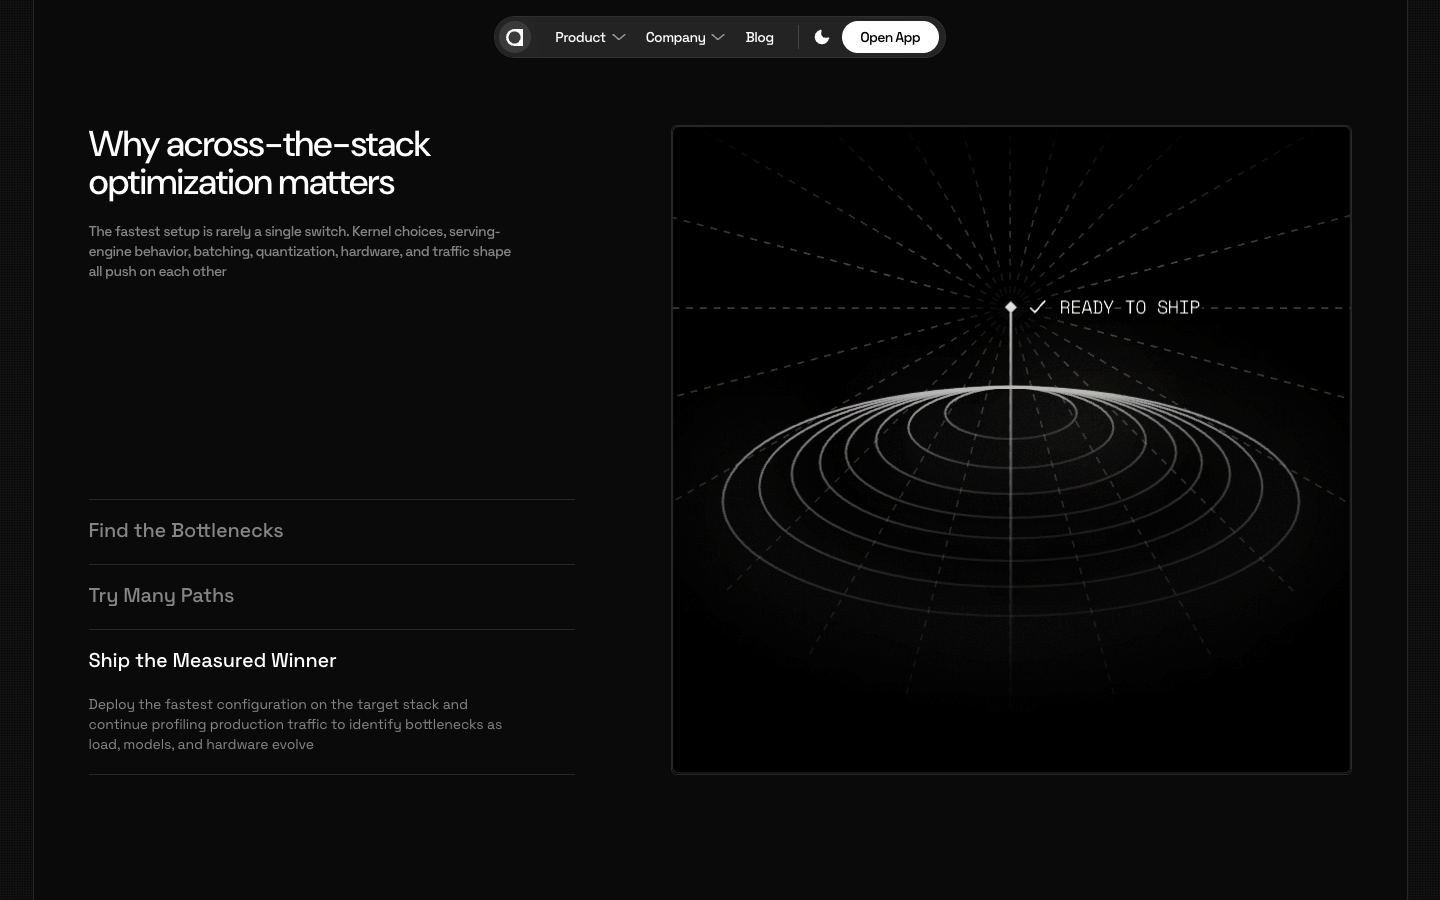 Product
Company
Blog
Open App
Why across-the-stack
optimization matters
The fastest setup is rarely a single switch. Kernel choices, serving-
engine behavior, batching, quantization, hardware, and traffic shape
all push on each other
READY TO SHIP
Find the Bottlenecks
Try Many Paths
Ship the Measured Winner
Deploy the fastest configuration on the target stack and
continue profiling production traffic to identify bottlenecks as
load, models, and hardware evolve